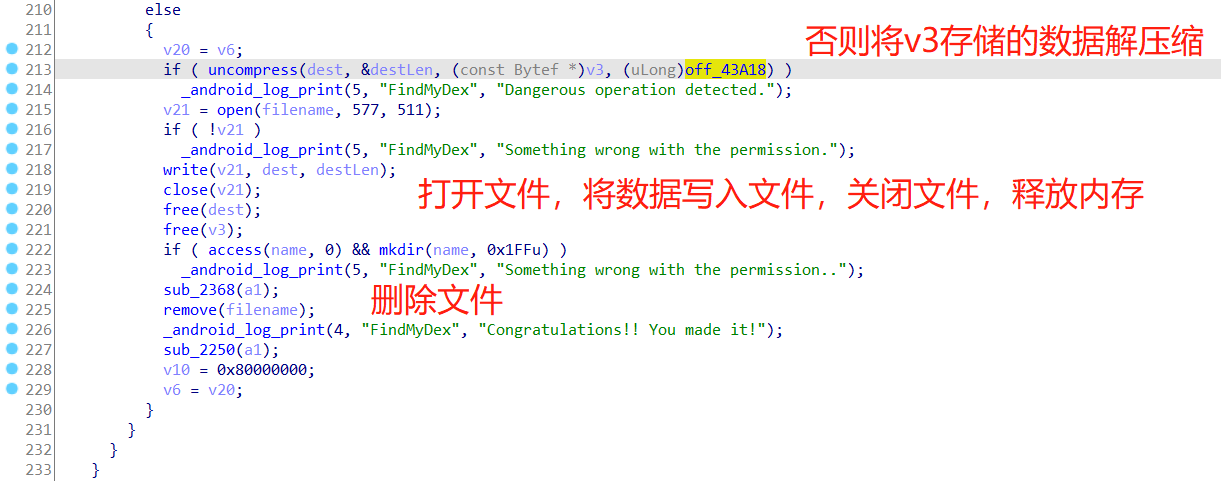 210 else
211 {
否则将v3存储的数据解压缩
212 v20 = v6;
213 if ( uncompress(dest, &destLen, (const Bytef *)v3, (uLong)off_43A18) )
214 _android_log_print(5, "FindMyDex", "Dangerous operation detected.");
215 v21 = open(filename, 577, 511);
216 if ( !v21 )
217 _android_log_print(5, "FindMyDex", "Something wrong with the permission.");
218 write(v21, dest, destLen);
219 close(v21);
打开文件，将数据写入文件，关闭文件，释放内存
220 free(dest);
221 free(v3);
222 if ( access(name, 0) && mkdir(name, 0x1FFu) )
223 _android_log_print(5, "FindMyDex", "Something wrong with the permission..");
224 sub_2368(a1);
删除文件
225 remove(filename);
226 _android_log_print(4, "FindMyDex", "Congratulations!! You made it!");
227 sub_2250(a1);
228 v10 = 0x80000000;
229 v6 = v20;
230 }
231 }
232 }
233 }